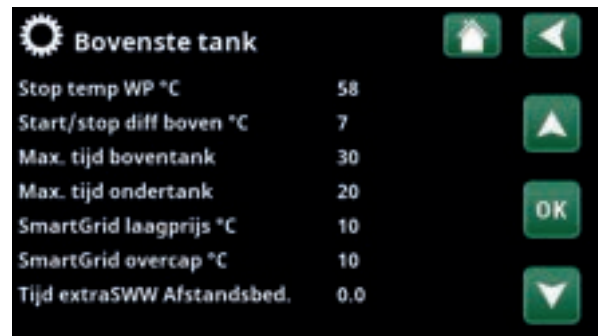 Bovenste tank
Stop temp WP °C 58
Start/stop diff boven °C 7
Max. tijd boventank 30
Max. tijd ondertank 20
SmartGrid laagprijs °C 10
OK
SmartGrid overcap °C 10
Tijd extraSWW Afstandsbed. 0.0